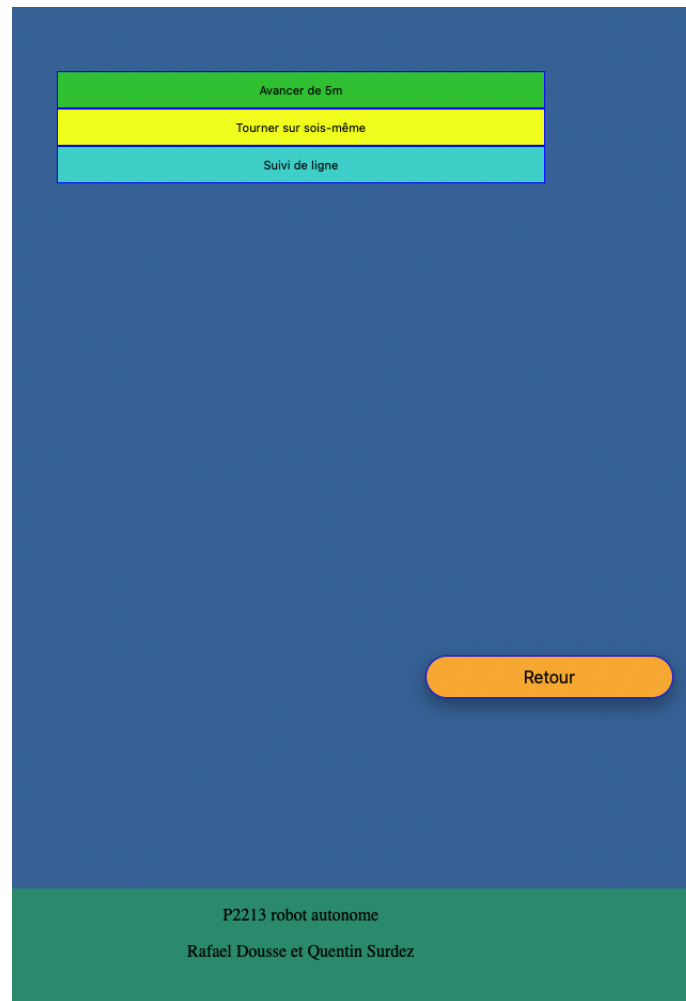 Avancer de 5m
Tourner sur sois-même
Suivi de ligne
Retour
P2213 robot autonome
Rafael Dousse et Quentin Surdez